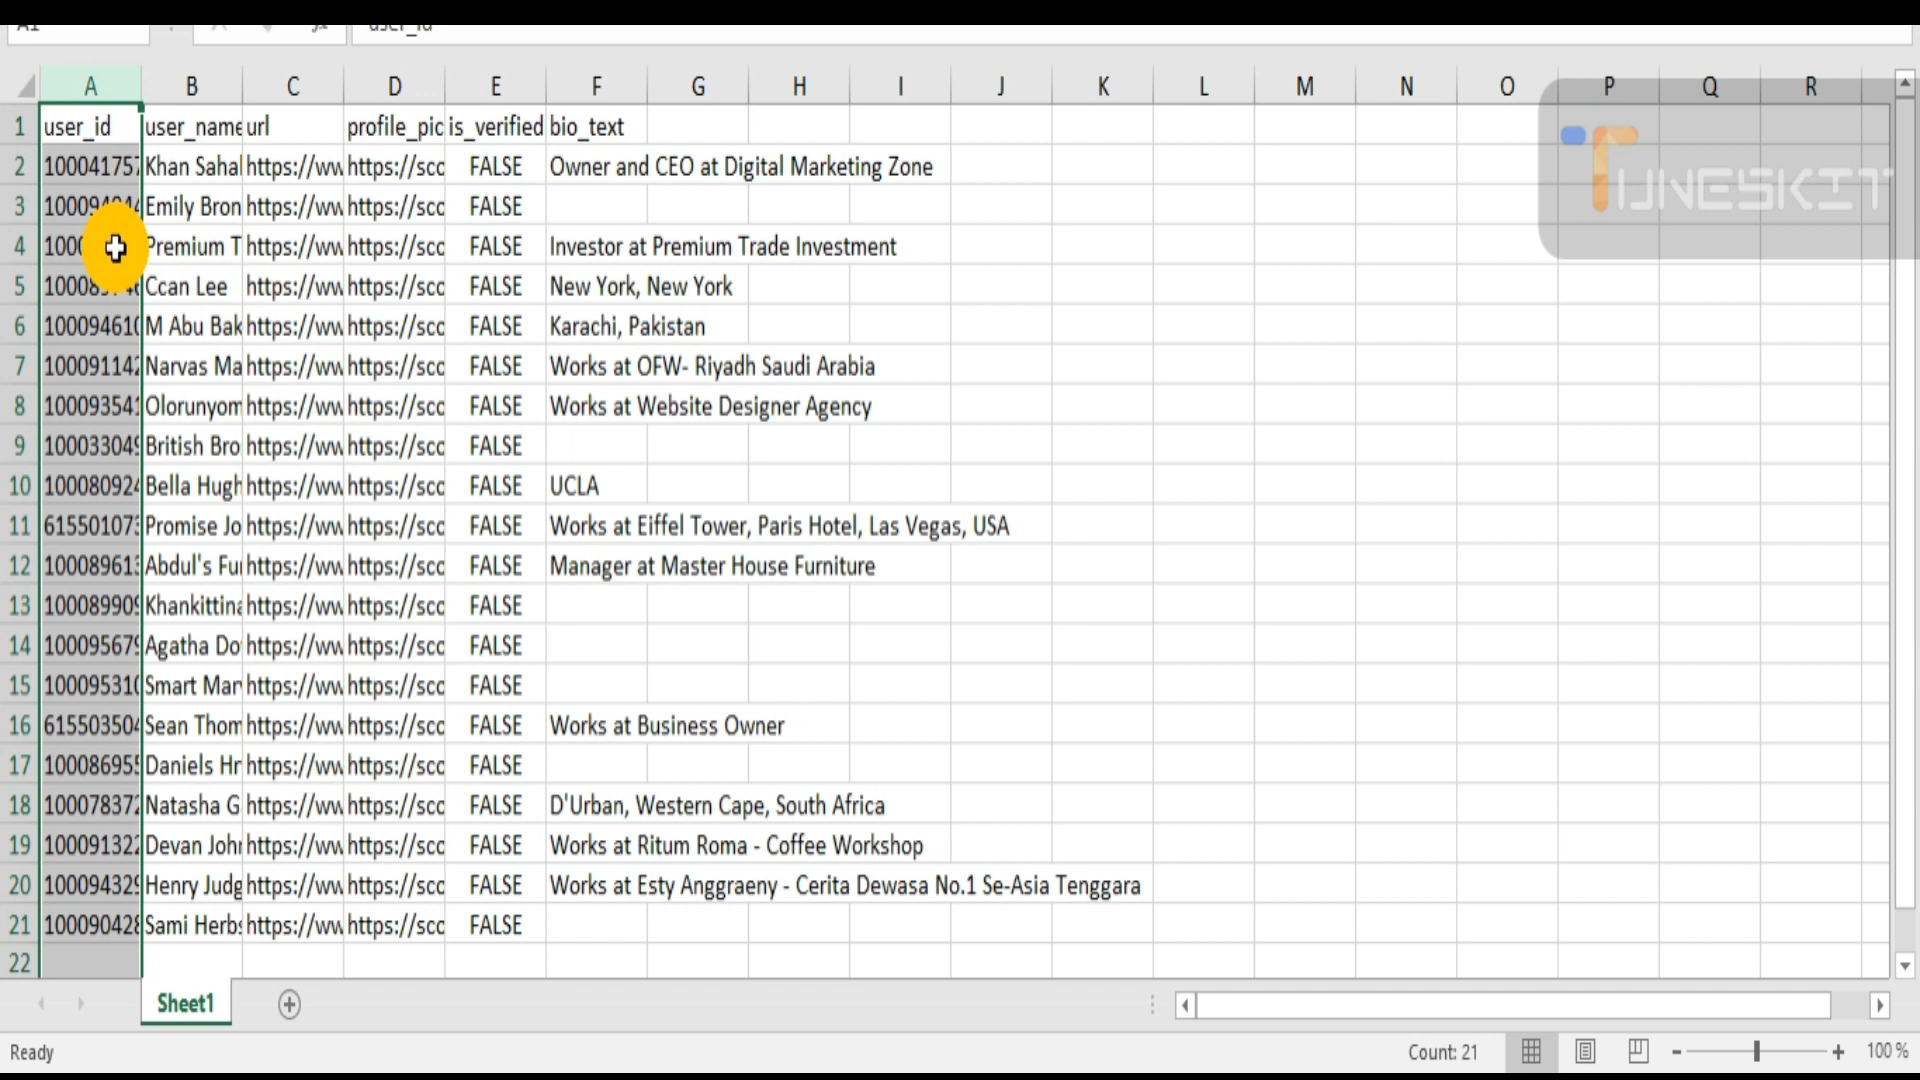 A B C D E F G H I J K L M N O P Q R
1 user_id user_name url profile_pic is_verified bio_text
2 100041757 Khan Sahal https://ww https://sco FALSE Owner and CEO at Digital Marketing Zone
3 Emily Bron https://ww https://sco FALSE
4 1000 Premium T https://ww https://sco FALSE Investor at Premium Trade Investment
5 Ccan Lee https://ww https://sco FALSE New York, New York
6 100094610 M Abu Bak https://ww https://sco FALSE Karachi, Pakistan
7 100091142 Narvas Ma https://ww https://sco FALSE Works at OFW- Riyadh Saudi Arabia
8 100093541 Olorunyom https://ww https://sco FALSE Works at Website Designer Agency
9 100033049 British Bro https://ww https://sco FALSE
10 100080924 Bella Hugh https://ww https://sco FALSE UCLA
11 615501073 Promise Jo https://ww https://sco FALSE Works at Eiffel Tower, Paris Hotel, Las Vegas, USA
12 100089613 Abdul's Fu https://ww https://sco FALSE Manager at Master House Furniture
13 100089909 Khankittina https://ww https://sco FALSE
14 100095679 Agatha Do https://ww https://sco FALSE
15 100095310 Smart Mar https://ww https://sco FALSE
16 615503504 Sean Thom https://ww https://sco FALSE Works at Business Owner
17 100086955 Daniels Hr https://ww https://sco FALSE
18 100078372 Natasha G https://ww https://sco FALSE D'Urban, Western Cape, South Africa
19 100091322 Devan Joh https://ww https://sco FALSE Works at Ritum Roma - Coffee Workshop
20 100094329 Henry Judg https://ww https://sco FALSE Works at Esty Anggraeny - Cerita Dewasa No.1 Se-Asia Tenggara
21 100090428 Sami Herbs https://ww https://sco FALSE
22
TUNESKIT
Sheet1
Ready Count: 21 100 %